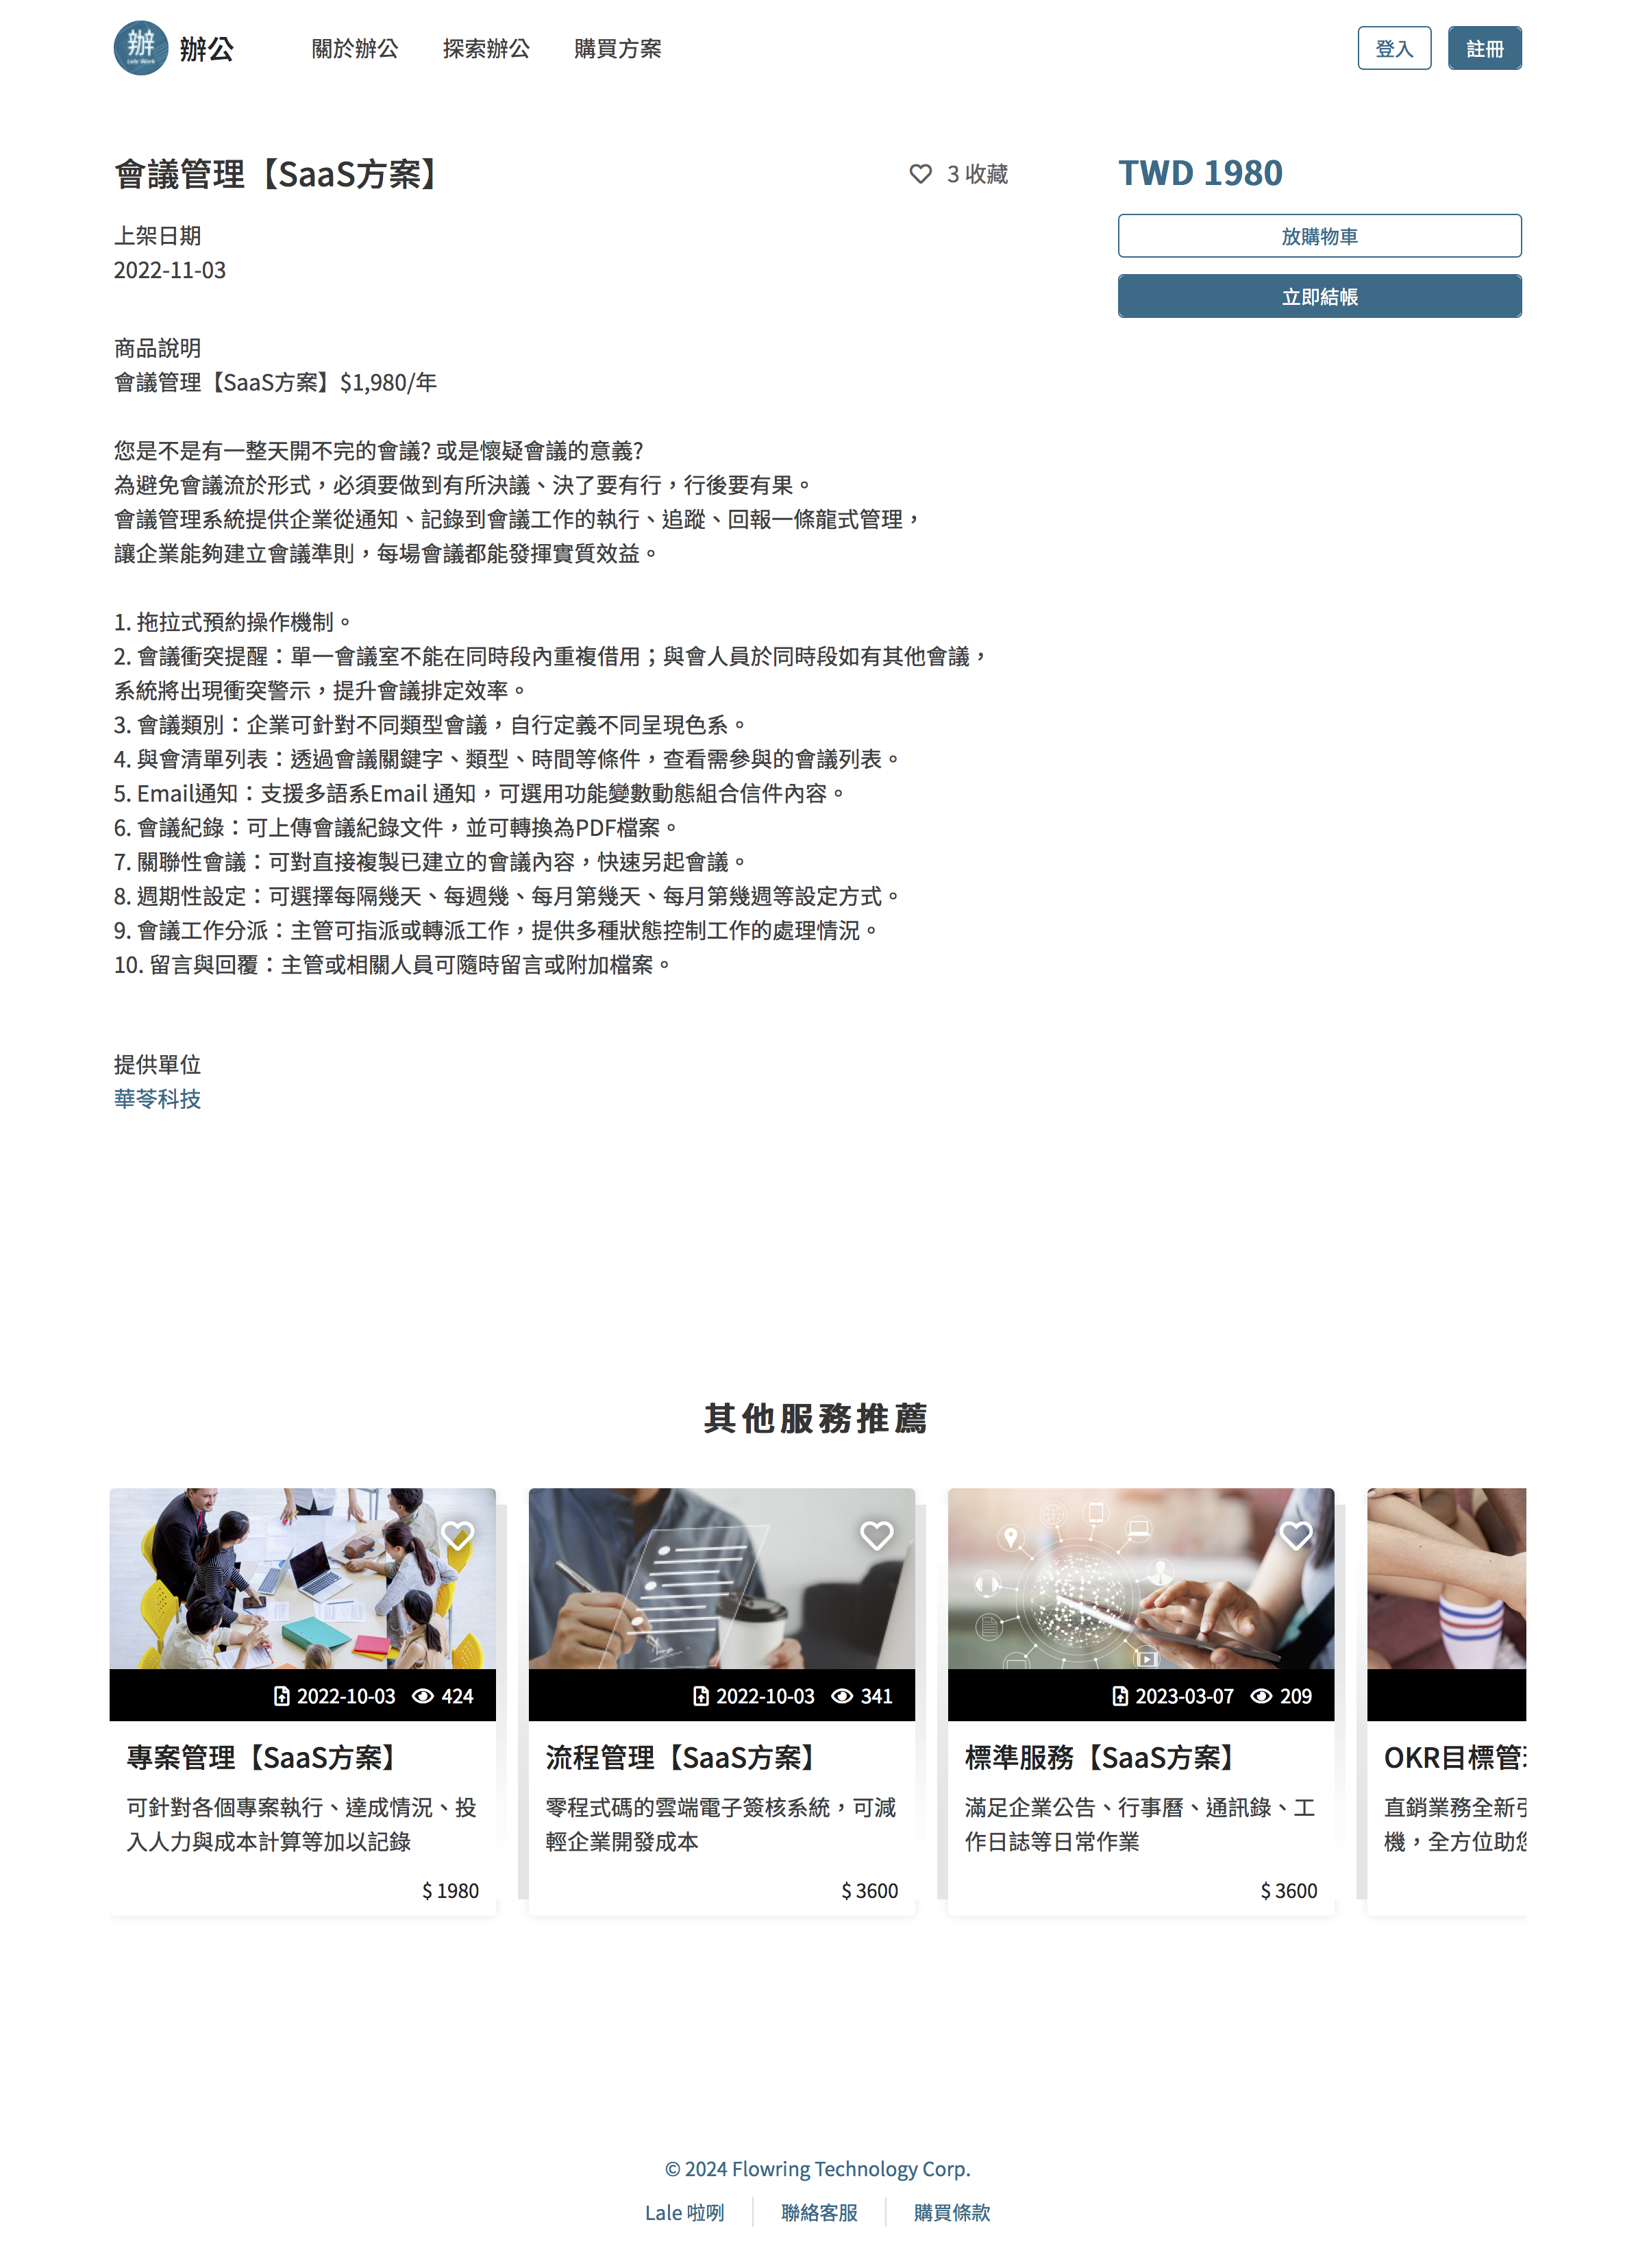 辦
Lale Work
辦公
關於辦公
探索辦公
購買方案
登入
註冊
會議管理【SaaS方案】
3 收藏
TWD 1980
放購物車
立即結帳
上架日期
2022-11-03
商品說明
會議管理【SaaS方案】$1,980/年
您是不是有一整天開不完的會議? 或是懷疑會議的意義?
為避免會議流於形式，必須要做到有所決議、決了要有行，行後要有果。
會議管理系統提供企業從通知、記錄到會議工作的執行、追蹤、回報一條龍式管理，
讓企業能夠建立會議準則，每場會議都能發揮實質效益。
1. 拖拉式預約操作機制。
2. 會議衝突提醒：單一會議室不能在同時段內重複借用；與會人員於同時段如有其他會議，
系統將出現衝突警示，提升會議排定效率。
3. 會議類別：企業可針對不同類型會議，自行定義不同呈現色系。
4. 與會清單列表：透過會議關鍵字、類型、時間等條件，查看需參與的會議列表。
5. Email通知：支援多語系Email 通知，可選用功能變數動態組合信件內容。
6. 會議紀錄：可上傳會議紀錄文件，並可轉換為PDF檔案。
7. 關聯性會議：可對直接複製已建立的會議內容，快速另起會議。
8. 週期性設定：可選擇每隔幾天、每週幾、每月第幾天、每月第幾週等設定方式。
9. 會議工作分派：主管可指派或轉派工作，提供多種狀態控制工作的處理情況。
10. 留言與回覆：主管或相關人員可隨時留言或附加檔案。
提供單位
華苓科技
其他服務推薦
2022-10-03 424
專案管理【SaaS方案】
可針對各個專案執行、達成情況、投
入人力與成本計算等加以記錄
$ 1980
2022-10-03 341
流程管理【SaaS方案】
零程式碼的雲端電子簽核系統，可減
輕企業開發成本
$ 3600
2023-03-07 209
標準服務【SaaS方案】
滿足企業公告、行事曆、通訊錄、工
作日誌等日常作業
$ 3600
OKR目標管
直銷業務全新
機，全方位助
© 2024 Flowring Technology Corp.
Lale 啦咧
聯絡客服
購買條款